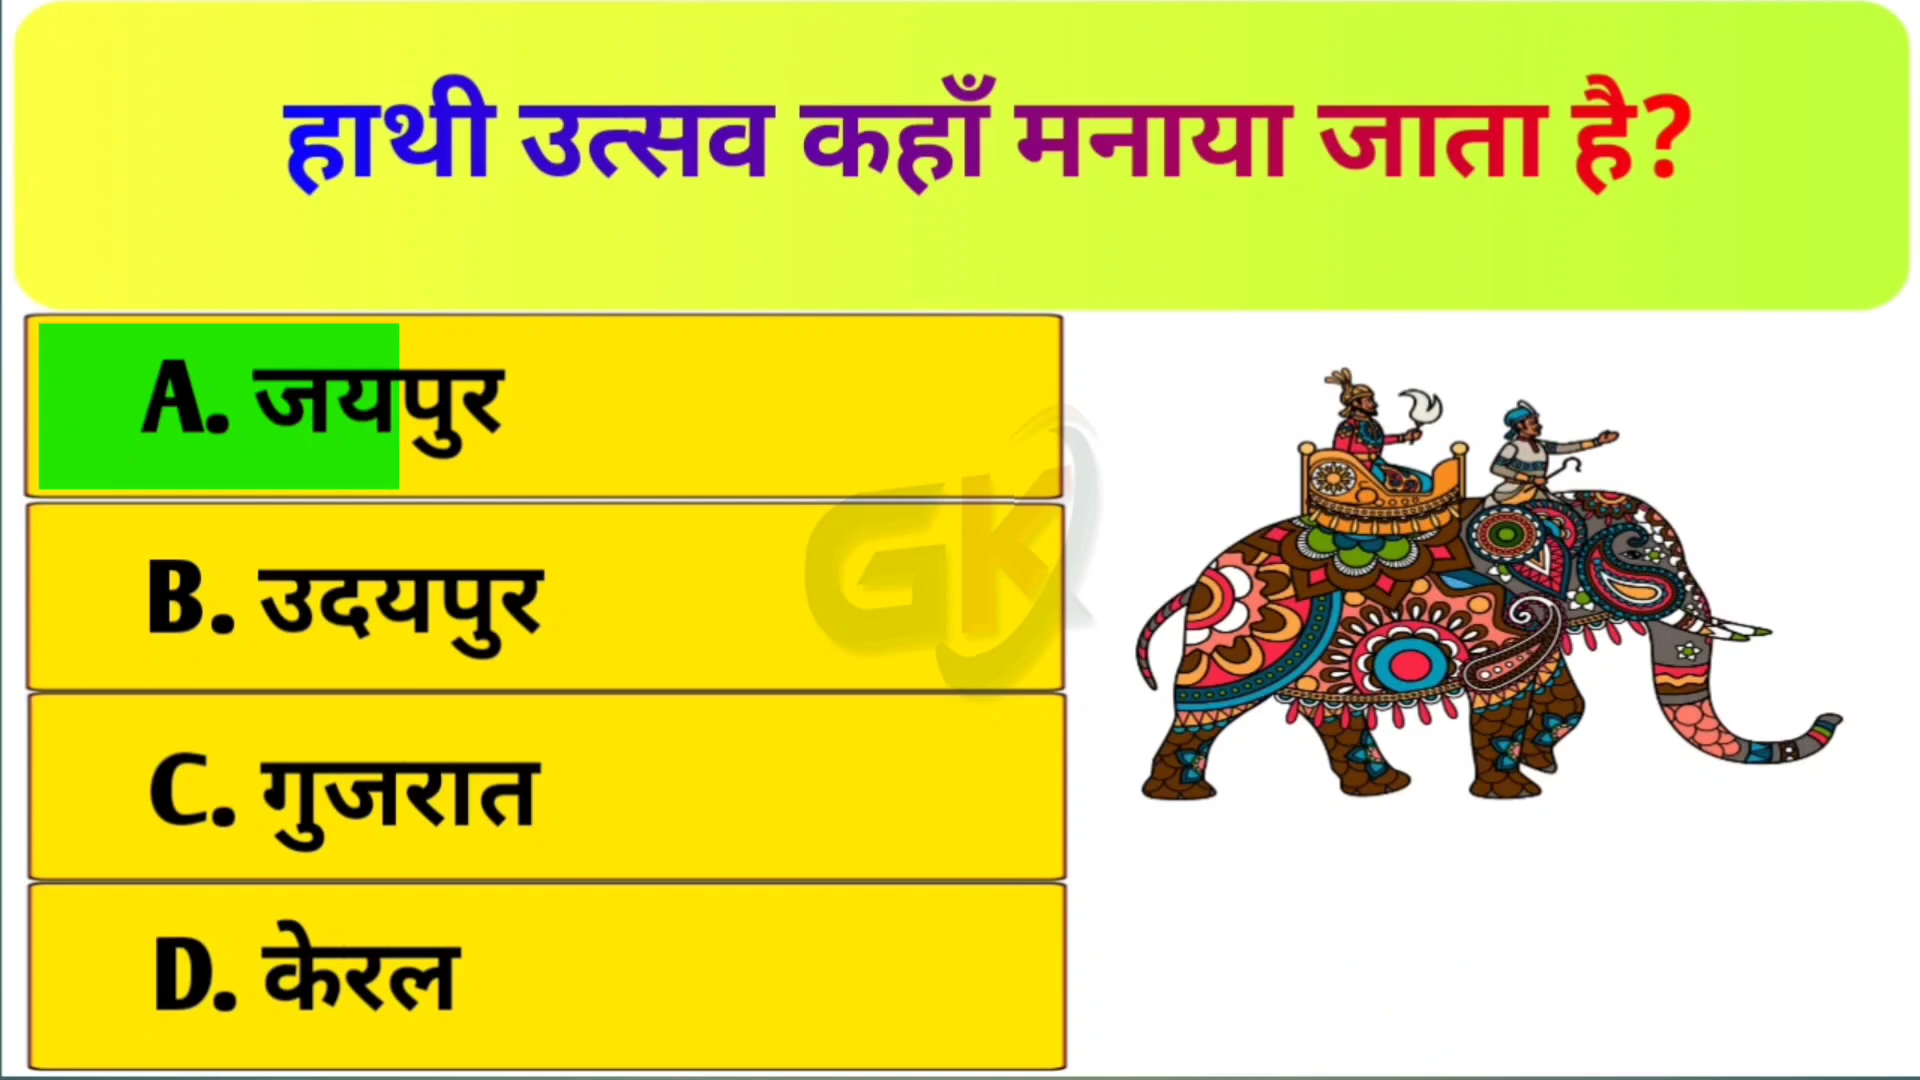 हाथी उत्सव कहाँ मनाया जाता है?
A. जयपुर
B. उदयपुर
GK
C. गुजरात
D. केरल